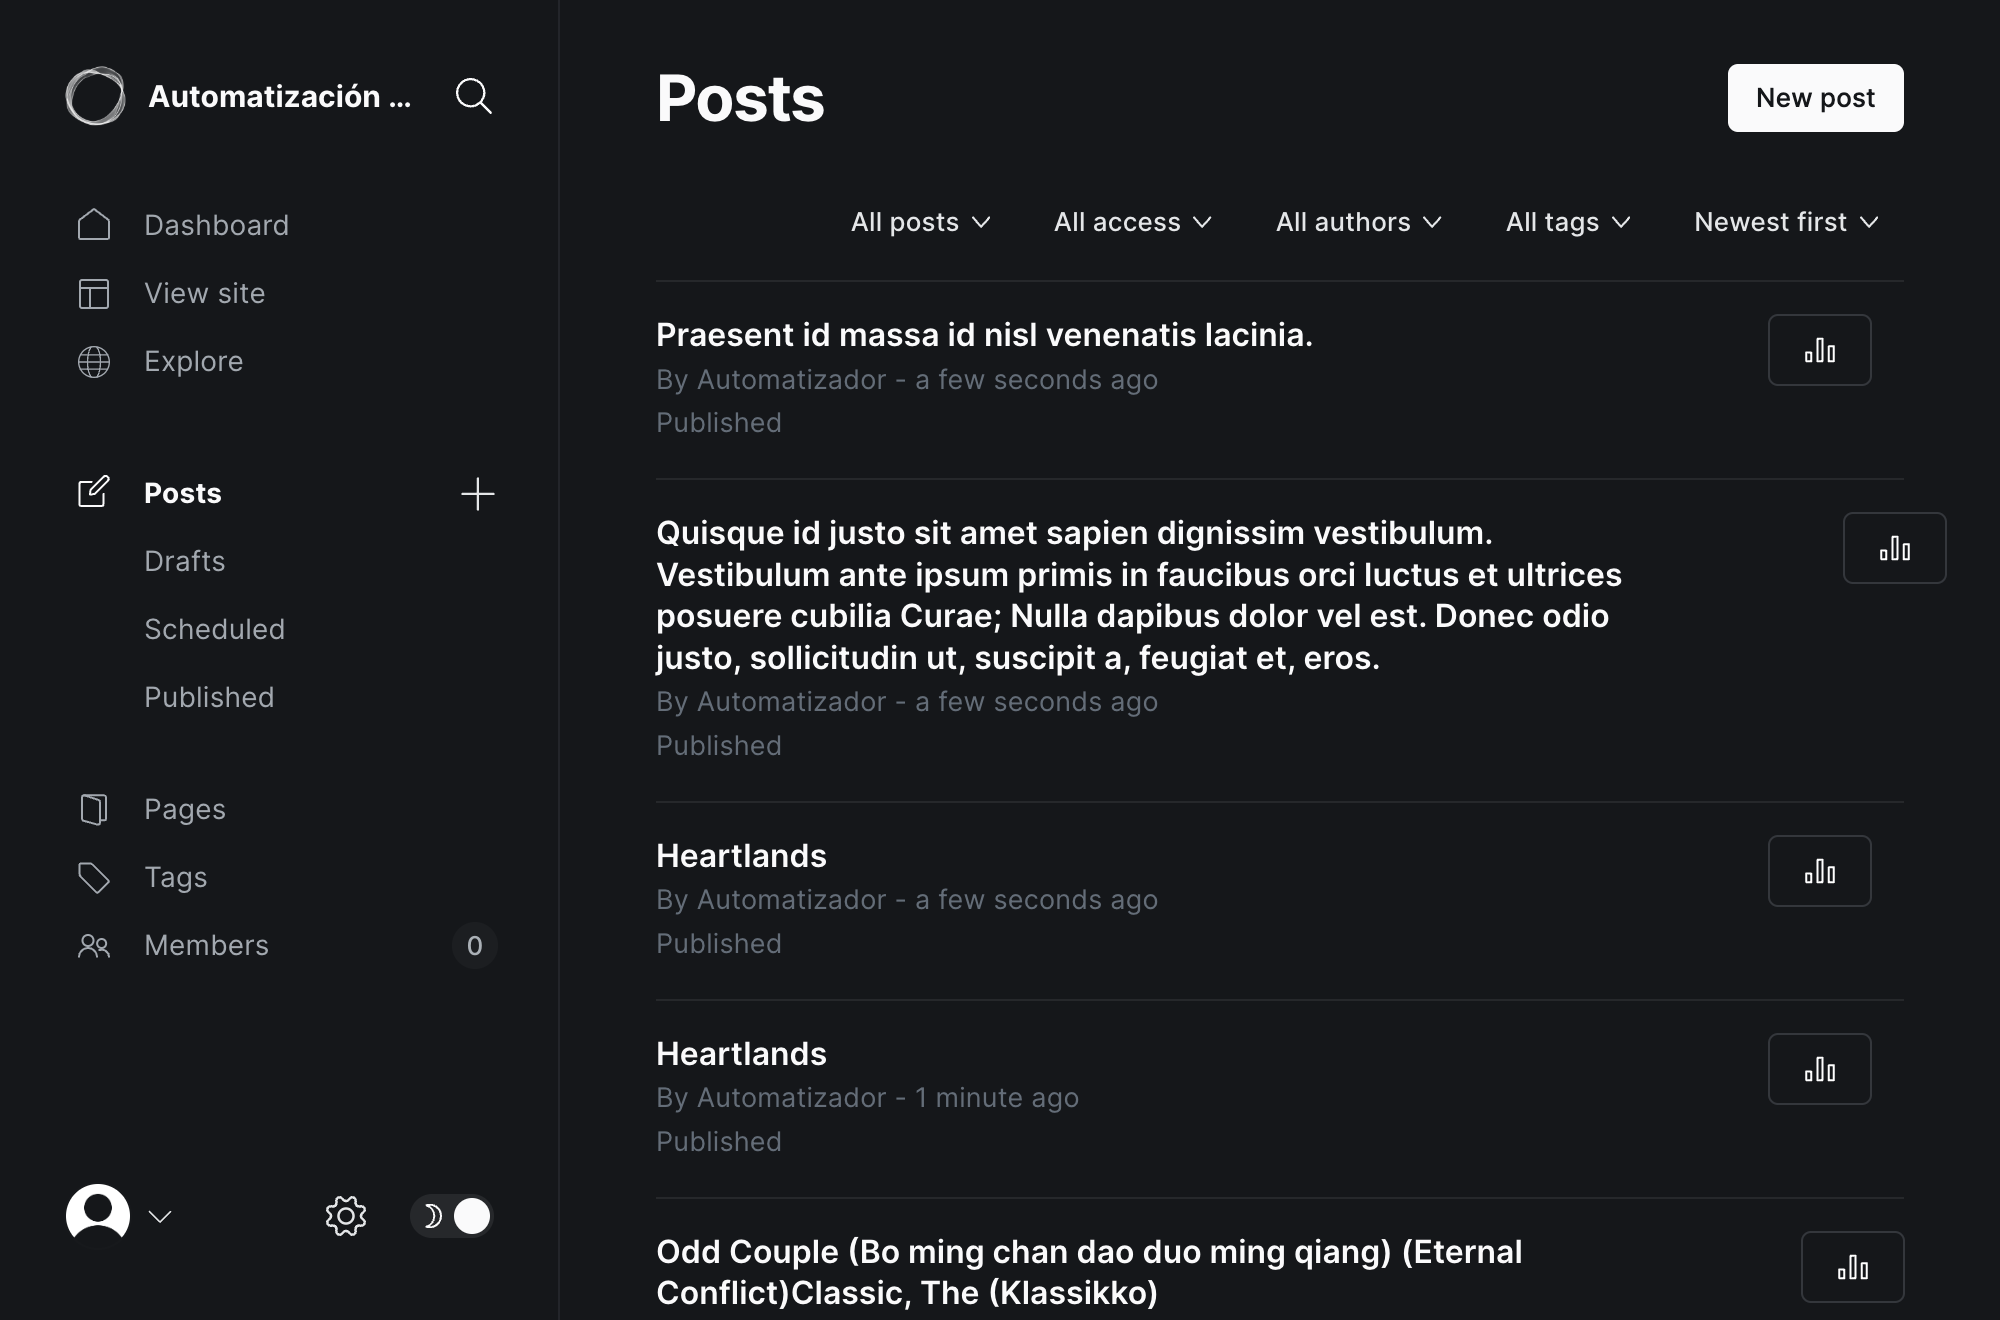 Automatización ...
Dashboard
View site
Explore
Posts
Drafts
Scheduled
Published
Pages
Tags
Members
0
Posts
New post
All posts
All access
All authors
All tags
Newest first
Praesent id massa id nisl venenatis lacinia.
By Automatizador - a few seconds ago
Published
Quisque id justo sit amet sapien dignissim vestibulum.
Vestibulum ante ipsum primis in faucibus orci luctus et ultrices
posuere cubilia Curae; Nulla dapibus dolor vel est. Donec odio
justo, sollicitudin ut, suscipit a, feugiat et, eros.
By Automatizador - a few seconds ago
Published
Heartlands
By Automatizador - a few seconds ago
Published
Heartlands
By Automatizador - 1 minute ago
Published
Odd Couple (Bo ming chan dao duo ming qiang) (Eternal
Conflict)Classic, The (Klassikko)